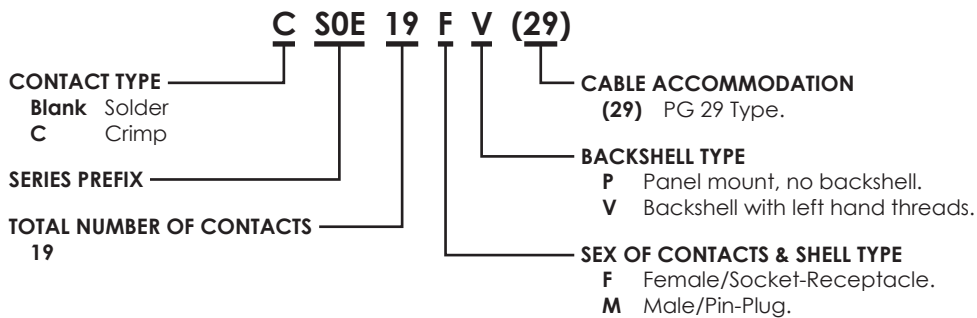 C S0E 19 F V (29)
CONTACT TYPE
Blank Solder
C Crimp
SERIES PREFIX
TOTAL NUMBER OF CONTACTS
19
CABLE ACCOMMODATION
(29) PG 29 Type.
BACKSHELL TYPE
P Panel mount, no backshell.
V Backshell with left hand threads.
SEX OF CONTACTS & SHELL TYPE
F Female/Socket-Receptacle.
M Male/Pin-Plug.